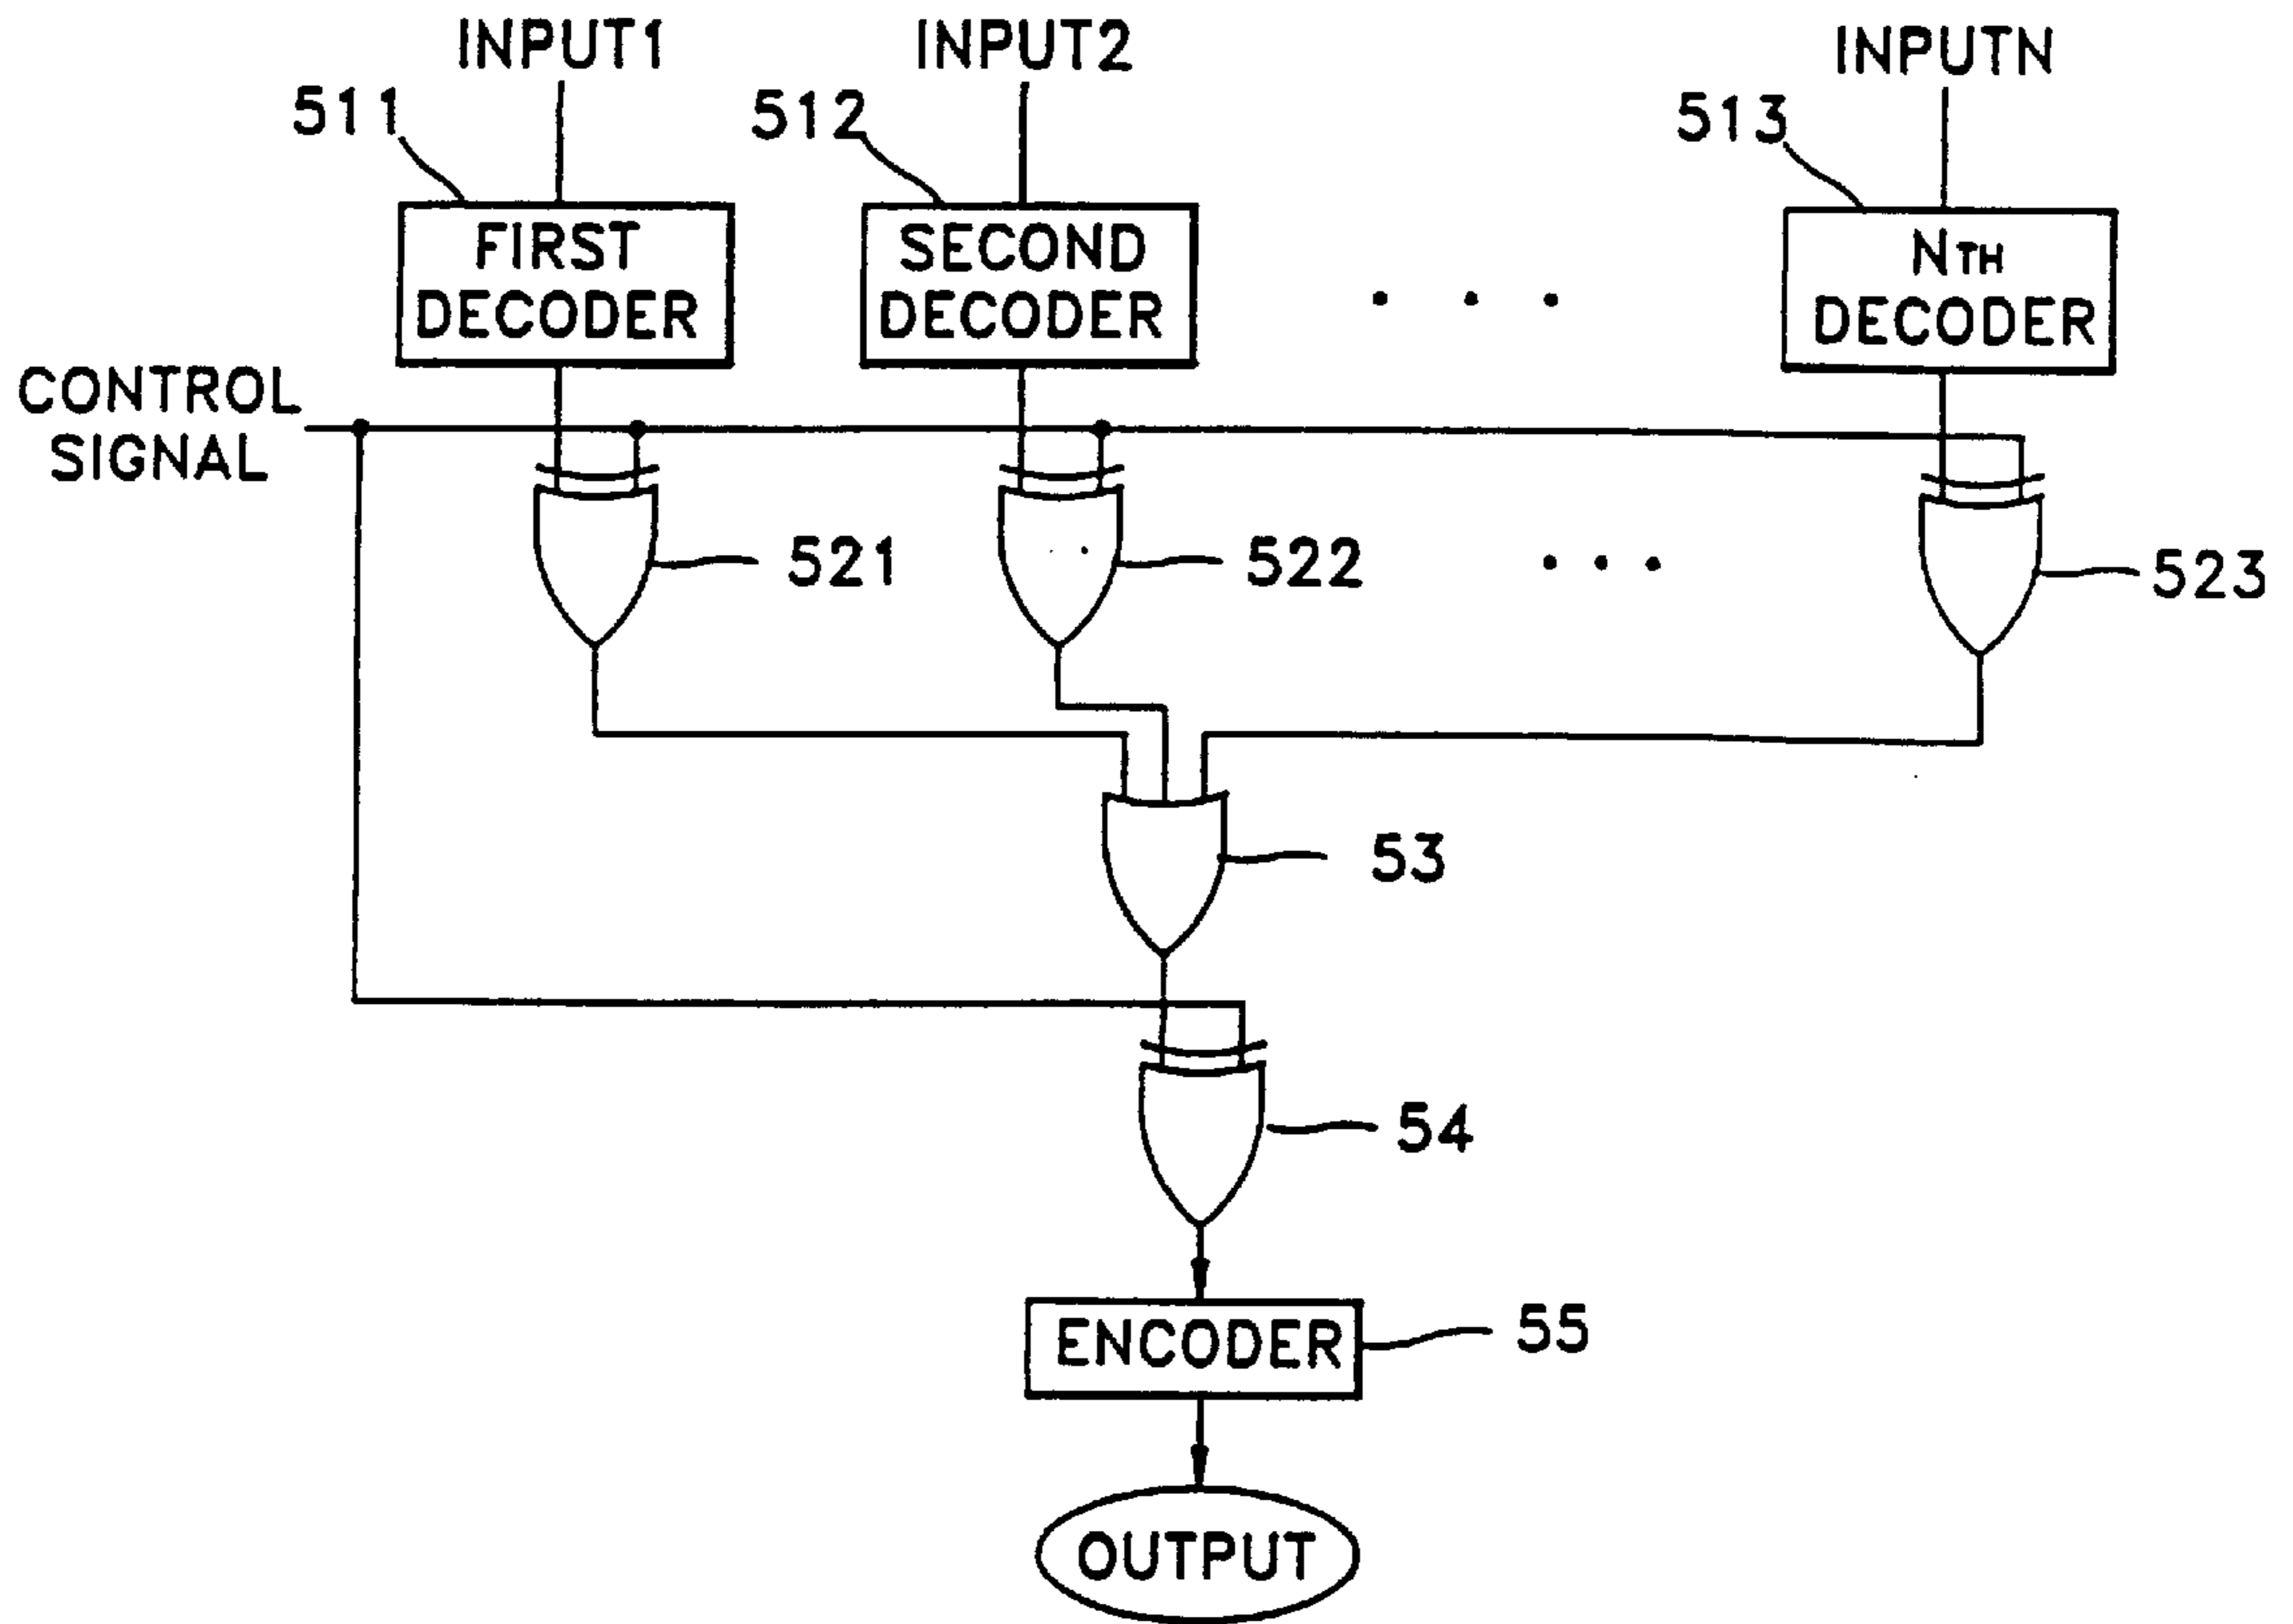 INPUT1
INPUT2
INPUTN
511
512
513
FIRST
DECODER
SECOND
DECODER
NTH
DECODER
CONTROL
SIGNAL
521
522
523
53
54
ENCODER
55
OUTPUT